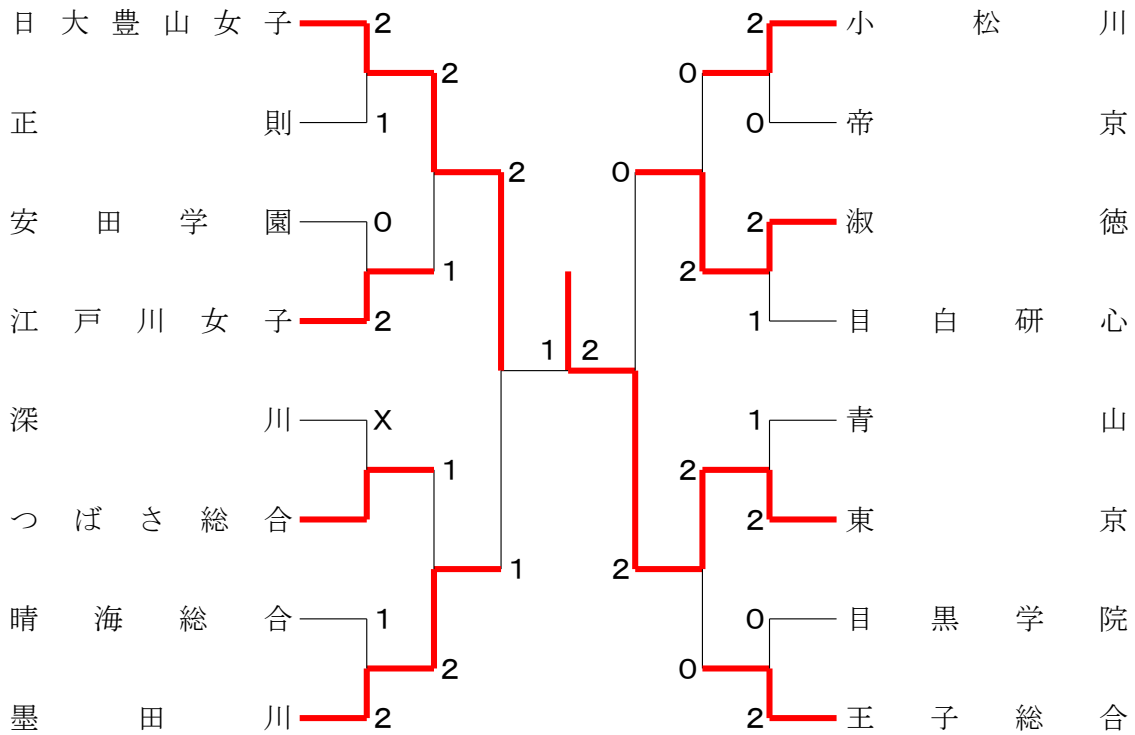 日大豊山女子 2 2 小松川
2 0
正則 1 0 帝京
2 0
安田学園 0 2 淑徳
1 2
江戸川女子 2 1 目白研心
1 2
深川 X 1 青山
1 2
つばさ総合 2 東京
1 2
晴海総合 1 0 目黒学院
2 0
墨田川 2 2 王子総合